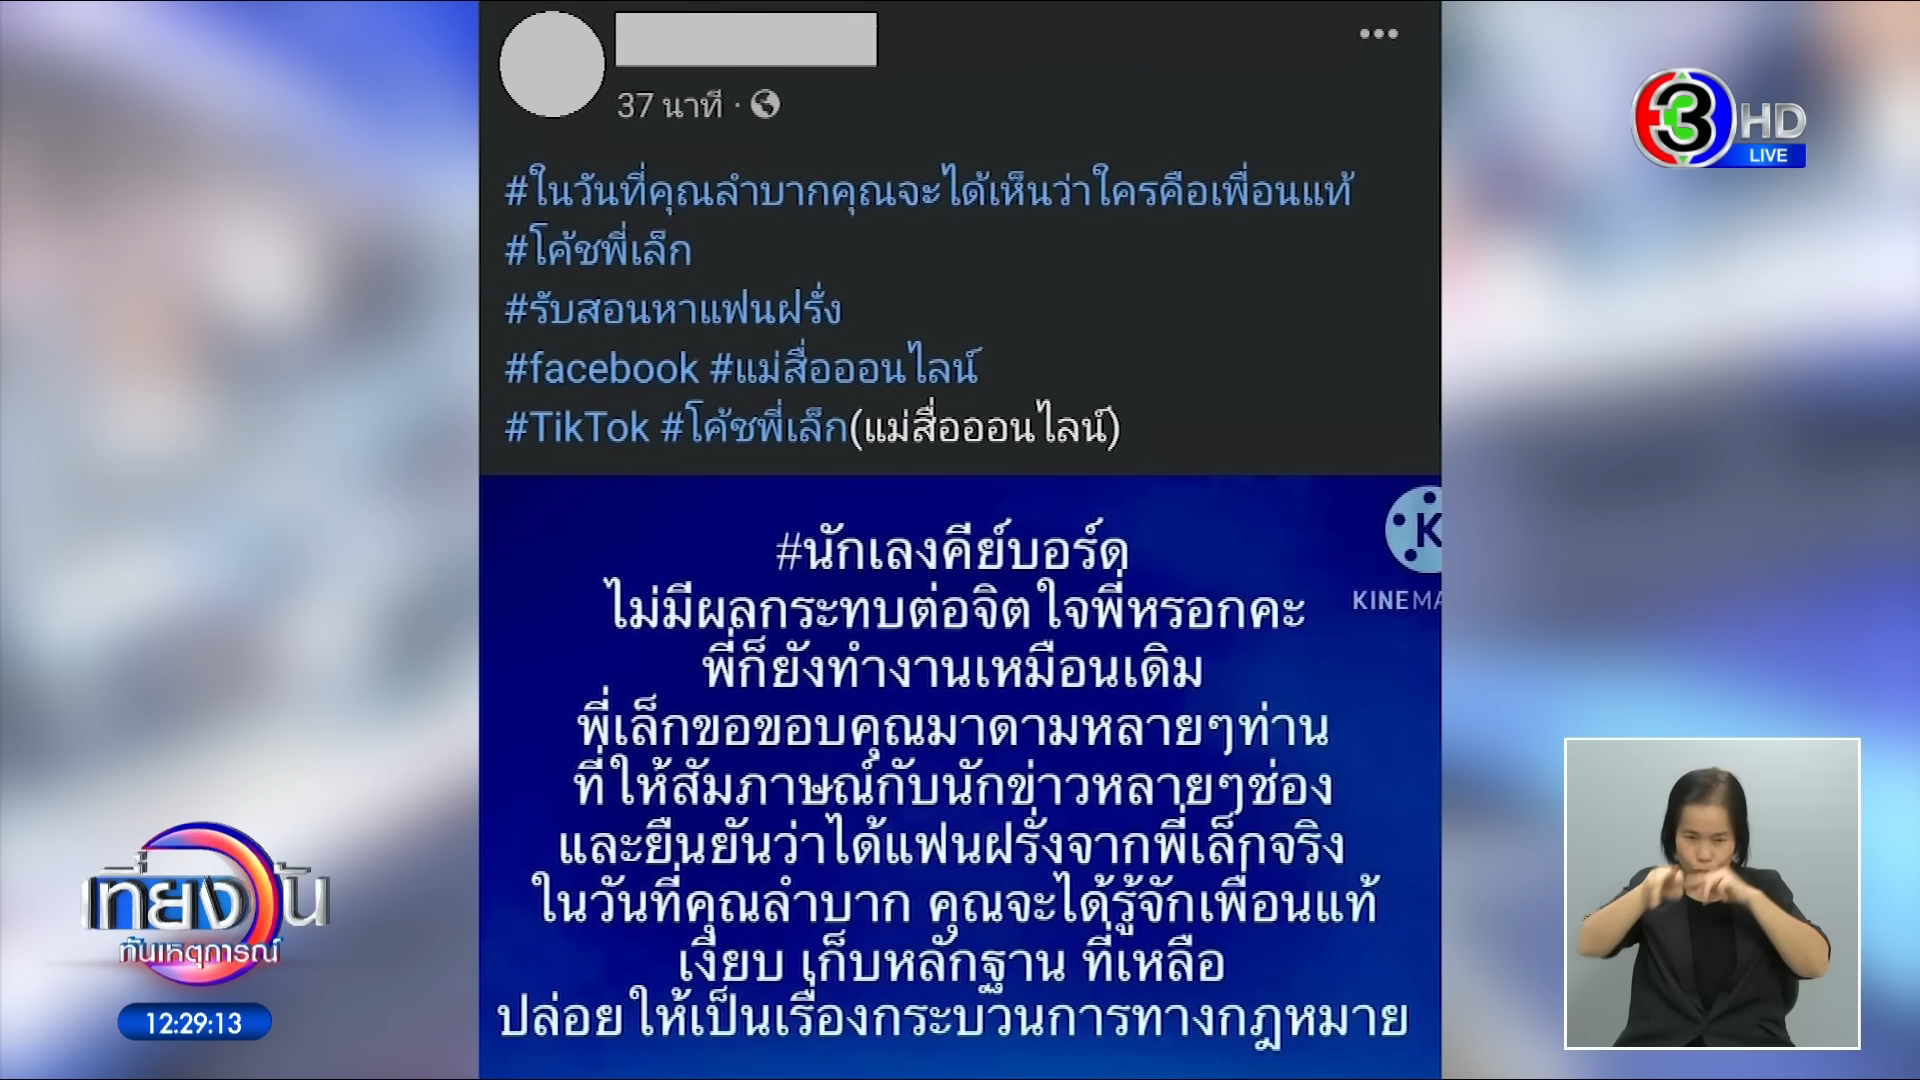 37 นาที ·
3 HD
LIVE
#ในวันที่คุณลำบากคุณจะได้เห็นว่าใครคือเพื่อนแท้
#โค้ชพี่เล็ก
#รับสอนหาแฟนฝรั่ง
#facebook #แม่สื่อออนไลน์
#TikTok #โค้ชพี่เล็ก(แม่สื่อออนไลน์)
K
KINEMA
#นักเลงคีย์บอร์ด
ไม่มีผลกระทบต่อจิตใจพี่หรอกคะ
พี่ก็ยังทำงานเหมือนเดิม
พี่เล็กขอขอบคุณมาดามหลายๆท่าน
ที่ให้สัมภาษณ์กับนักข่าวหลายๆช่อง
และยืนยันว่าได้แฟนฝรั่งจากพี่เล็กจริง
ในวันที่คุณลำบาก คุณจะได้รู้จักเพื่อนแท้
เงียบ เก็บหลักฐาน ที่เหลือ
ปล่อยให้เป็นเรื่องกระบวนการทางกฎหมาย
เที่ยงวัน
ทันเหตุการณ์
12:29:13